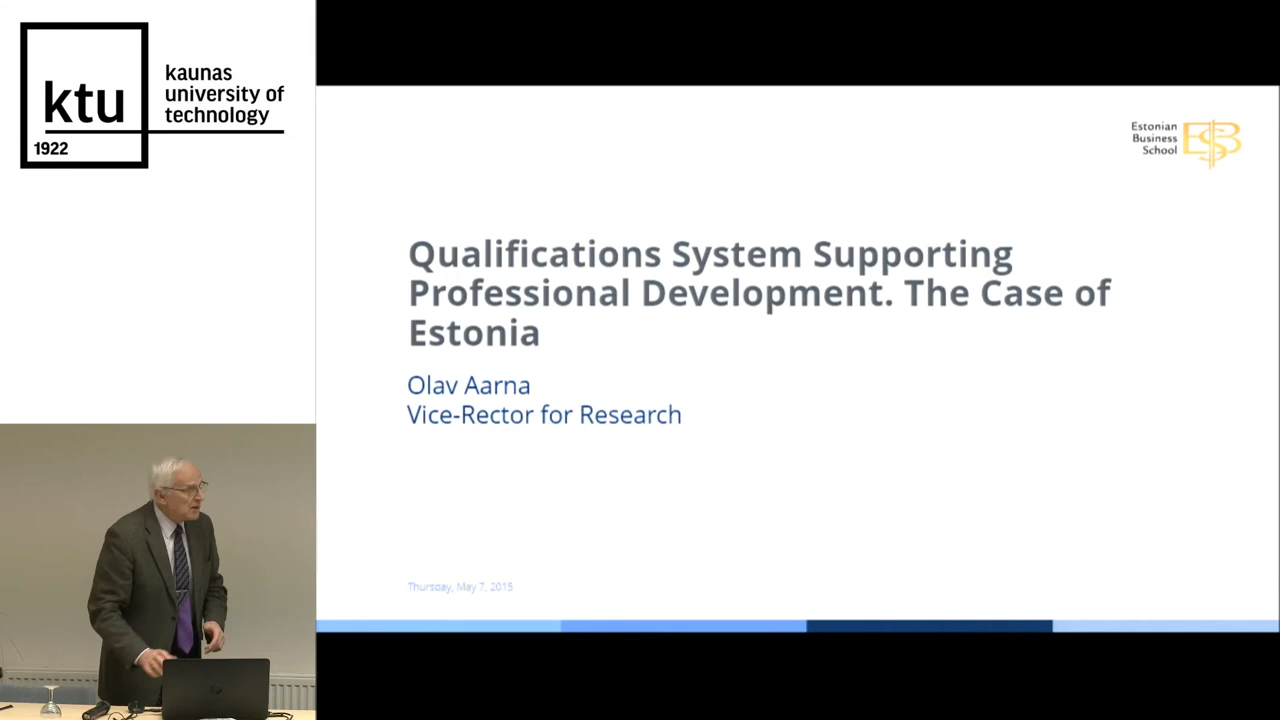 ktu
1922
kaunas
university of
technology
Estonian
Business
School
EBS
Qualifications System Supporting
Professional Development. The Case of
Estonia
Olav Aarna
Vice-Rector for Research
Thursday, May 7, 2015